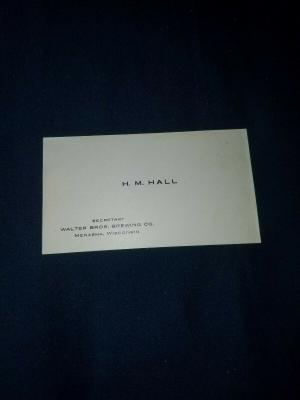 H. M. HALL
SECRETARY
WALTER BROS. BREWING CO.
MENASHA, WISCONSIN